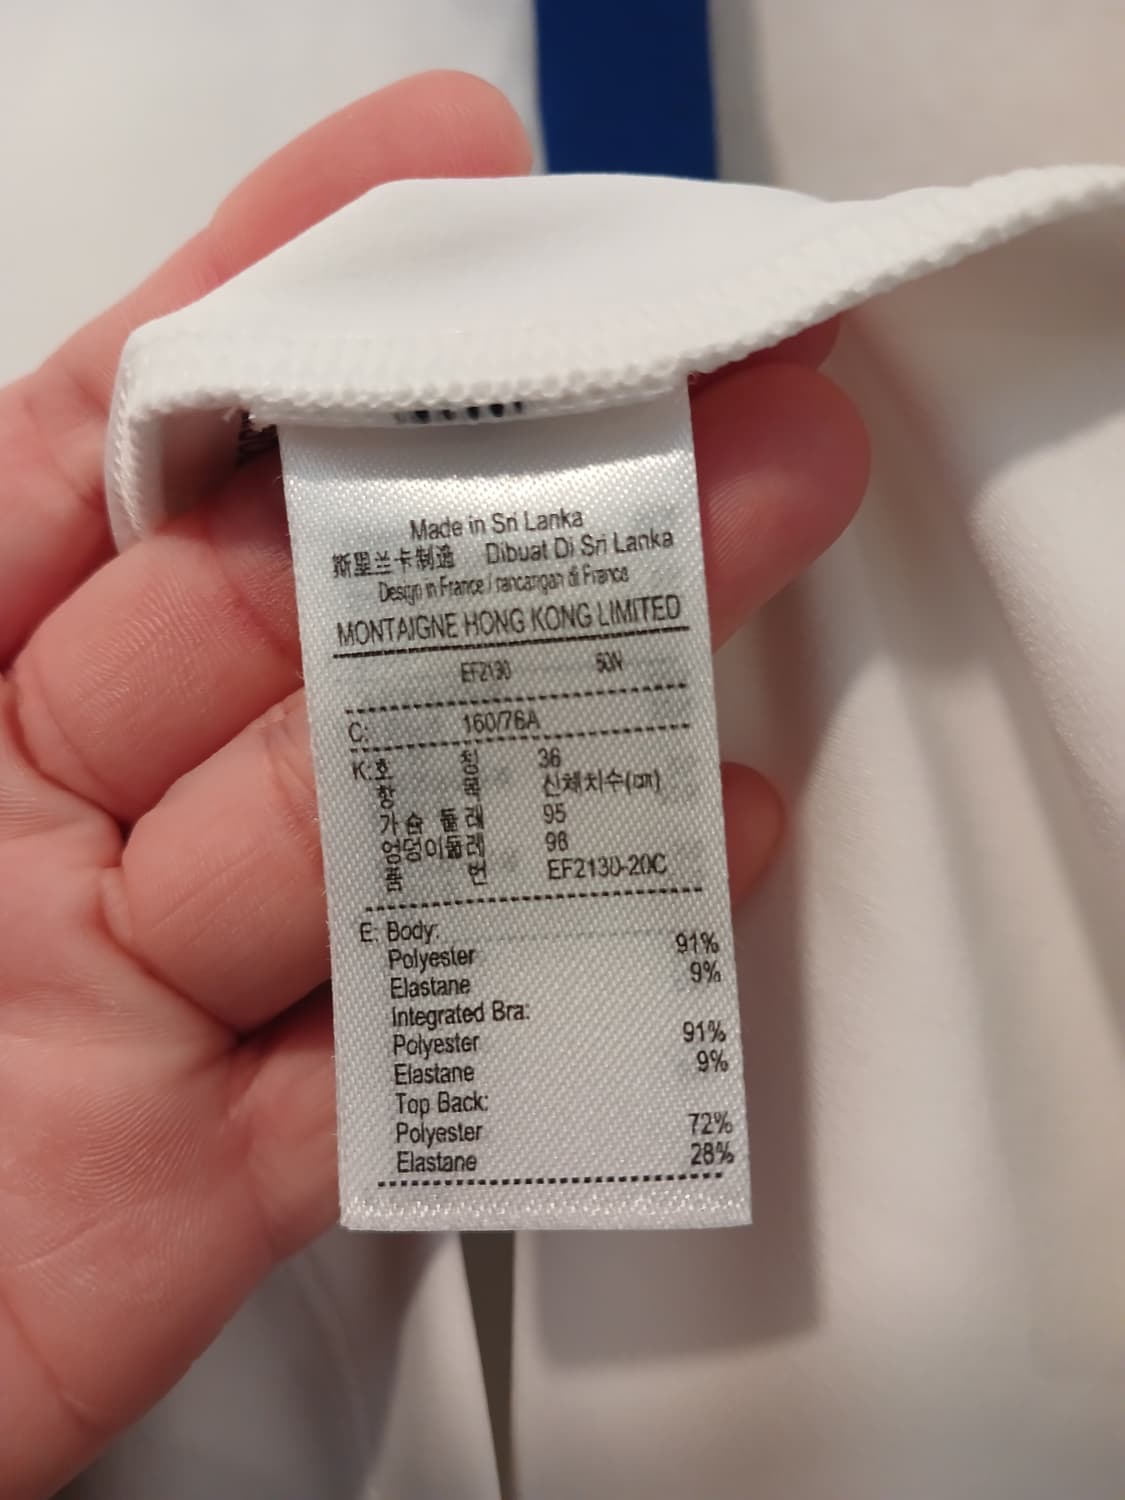 Made in Sri Lanka
斯里兰卡制造 Dibuat Di Sri Lanka
Design in France / rancangan di France
MONTAIGNE HONG KONG LIMITED
EF2130 50N
C: 160/76A
K: 호 칭 36
항 목 신체치수(cm)
가슴 둘레 95
엉덩이둘레 98
품 번 EF2130-20C
E: Body:
Polyester 91%
Elastane 9%
Integrated Bra:
Polyester 91%
Elastane 9%
Top Back:
Polyester 72%
Elastane 28%